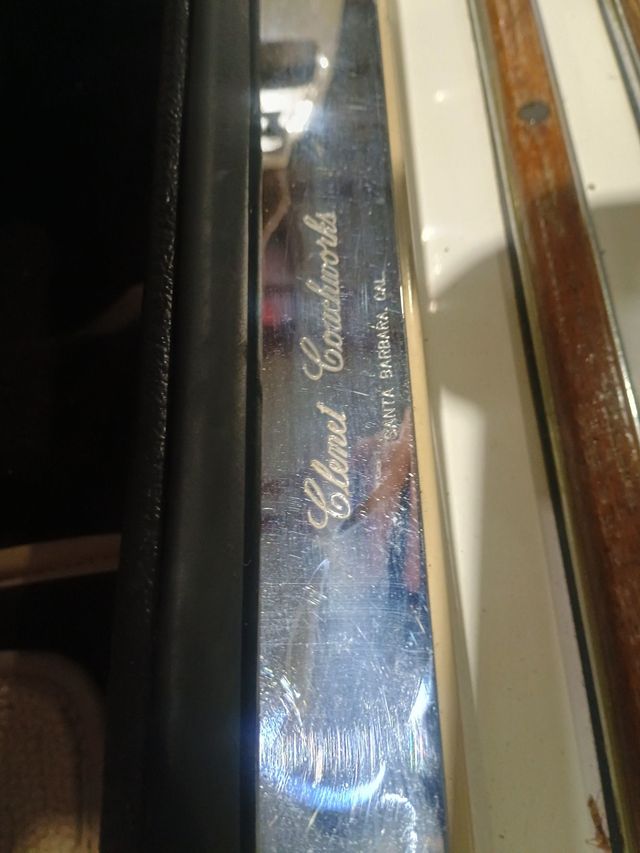 Clenet Coachworks
SANTA BARBARA, CAL.